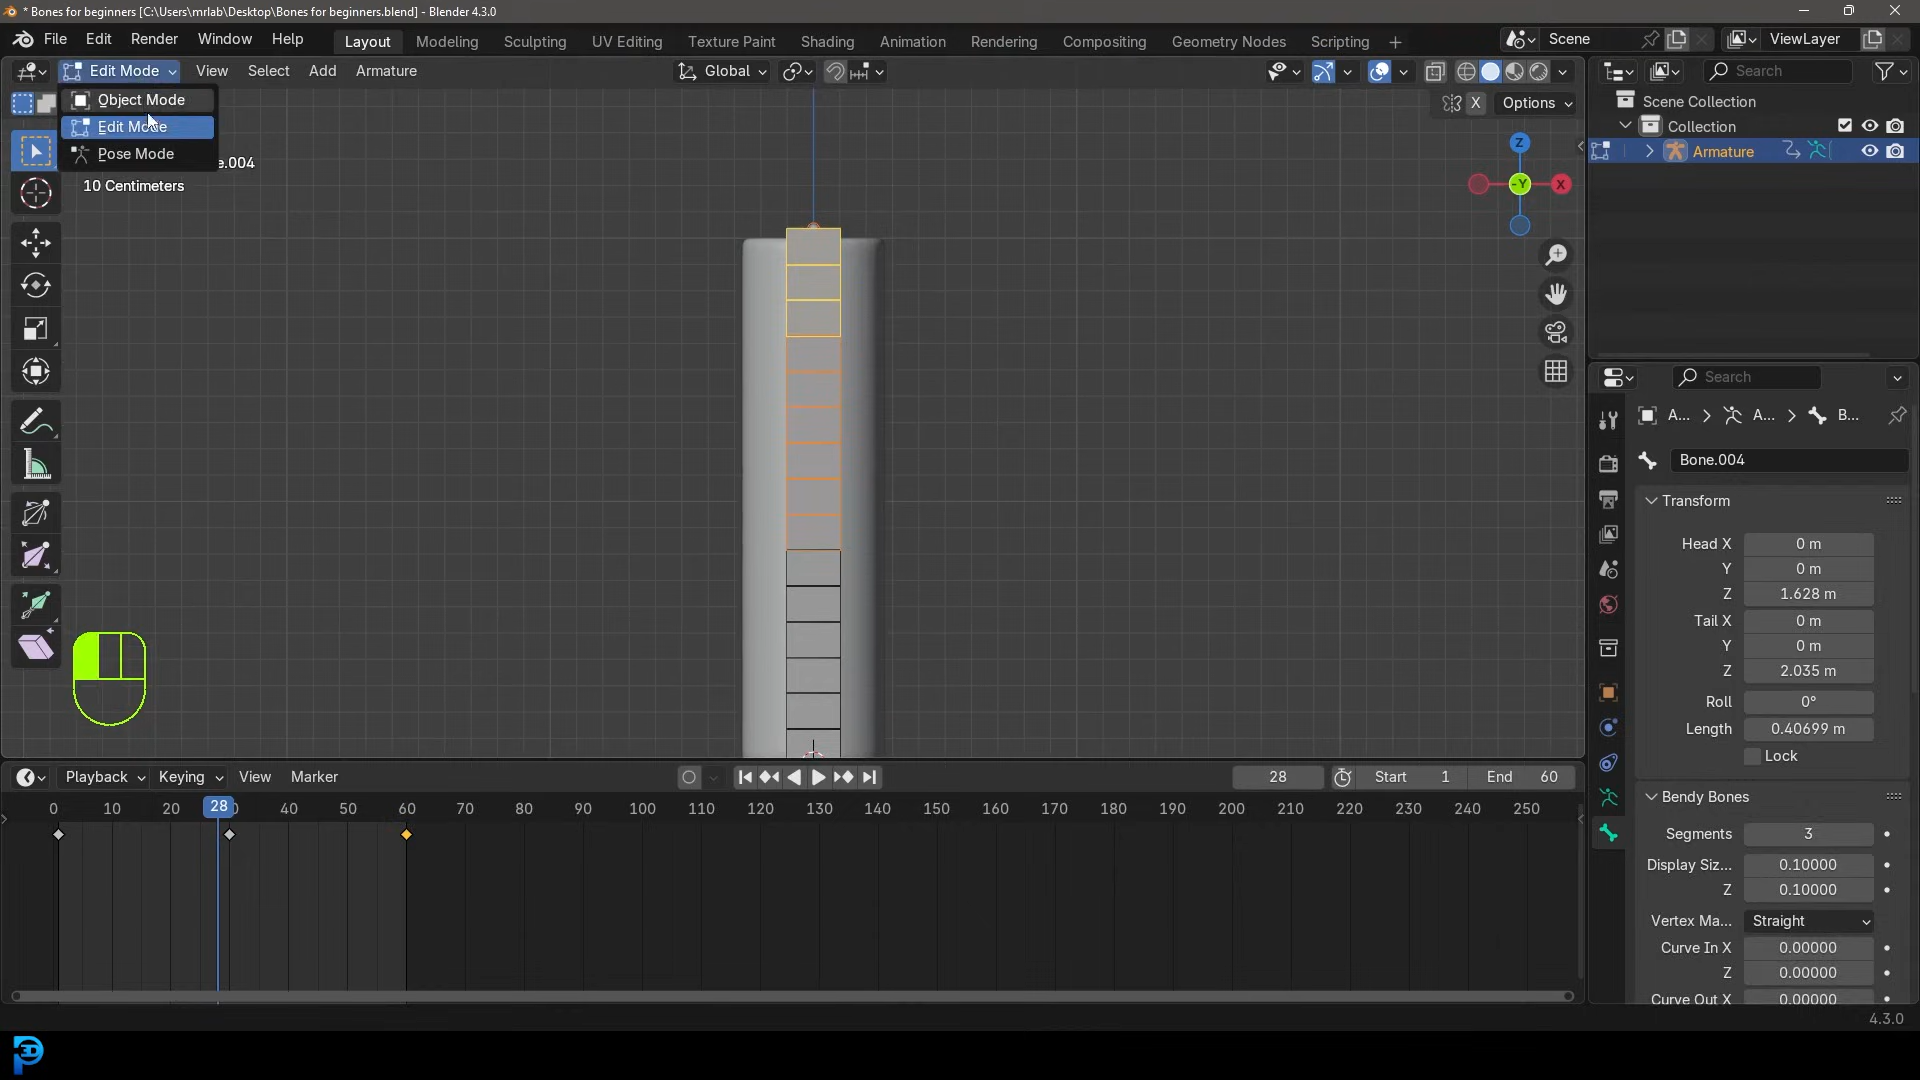 * Bones for beginners [C:\Users\mrlab\Desktop\Bones for beginners.blend] - Blender 4.3.0
File Edit Render Window Help Layout Modeling Sculpting UV Editing Texture Paint Shading Animation Rendering Compositing Geometry Nodes Scripting + Scene ViewLayer
Edit Mode View Select Add Armature Global Search
Object Mode
Edit Mode
Pose Mode
X Options
e.004
10 Centimeters
Z
-Y
X
Scene Collection
Collection
Armature
Search
A... > A... > B...
Bone.004
Transform
Head X 0 m
Y 0 m
Z 1.628 m
Tail X 0 m
Y 0 m
Z 2.035 m
Roll 0°
Length 0.40699 m
Lock
Bendy Bones
Segments 3
Display Siz... 0.10000
Z 0.10000
Vertex Ma... Straight
Curve In X 0.00000
Z 0.00000
Curve Out X 0.00000
Playback Keying View Marker 28 Start 1 End 60
0 10 20 28 40 50 60 70 80 90 100 110 120 130 140 150 160 170 180 190 200 210 220 230 240 250
4.3.0